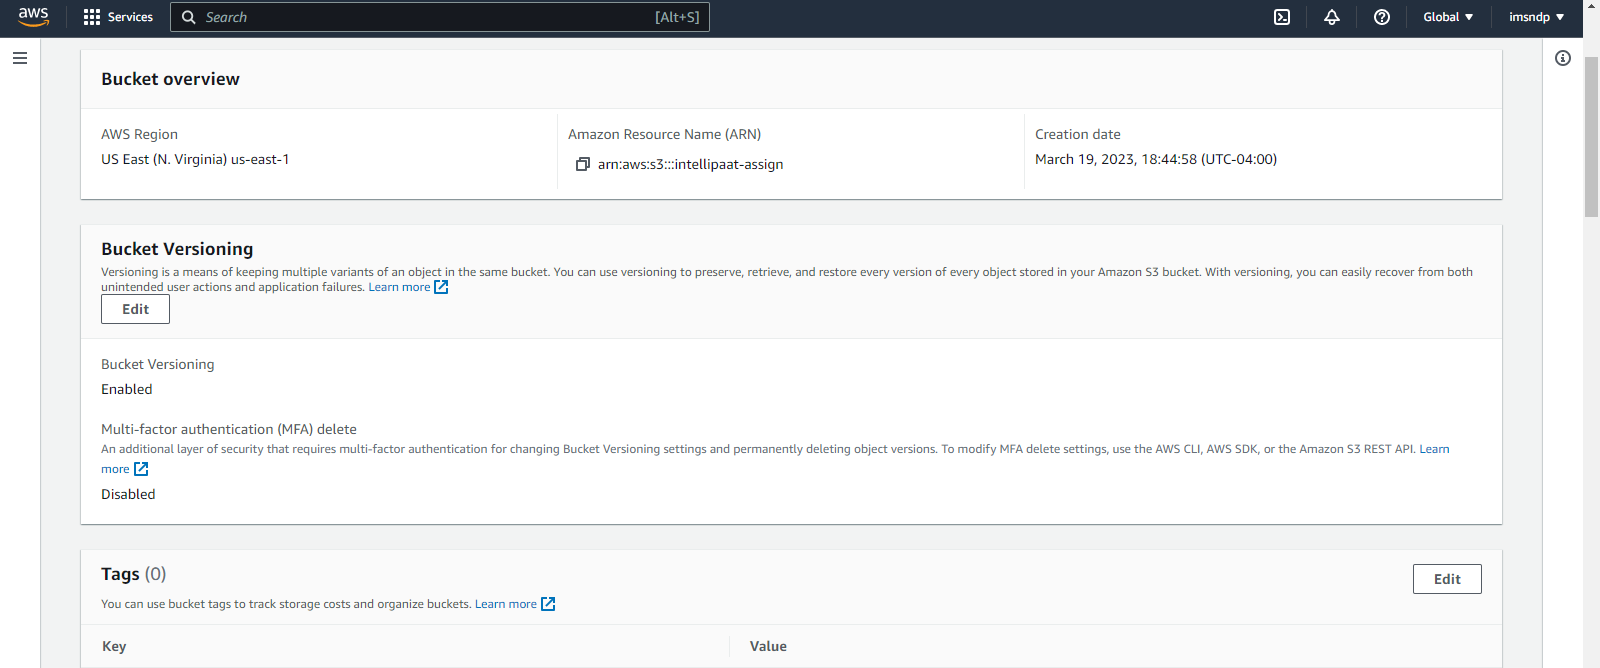 aws
Services
Search
[Alt+S]
Global
imsndp
Bucket overview
AWS Region
US East (N. Virginia) us-east-1
Amazon Resource Name (ARN)
arn:aws:s3:::intellipaat-assign
Creation date
March 19, 2023, 18:44:58 (UTC-04:00)
Bucket Versioning
Versioning is a means of keeping multiple variants of an object in the same bucket. You can use versioning to preserve, retrieve, and restore every version of every object stored in your Amazon S3 bucket. With versioning, you can easily recover from both
unintended user actions and application failures. Learn more
Edit
Bucket Versioning
Enabled
Multi-factor authentication (MFA) delete
An additional layer of security that requires multi-factor authentication for changing Bucket Versioning settings and permanently deleting object versions. To modify MFA delete settings, use the AWS CLI, AWS SDK, or the Amazon S3 REST API. Learn
more
Disabled
Tags (0)
Edit
You can use bucket tags to track storage costs and organize buckets. Learn more
Key
Value